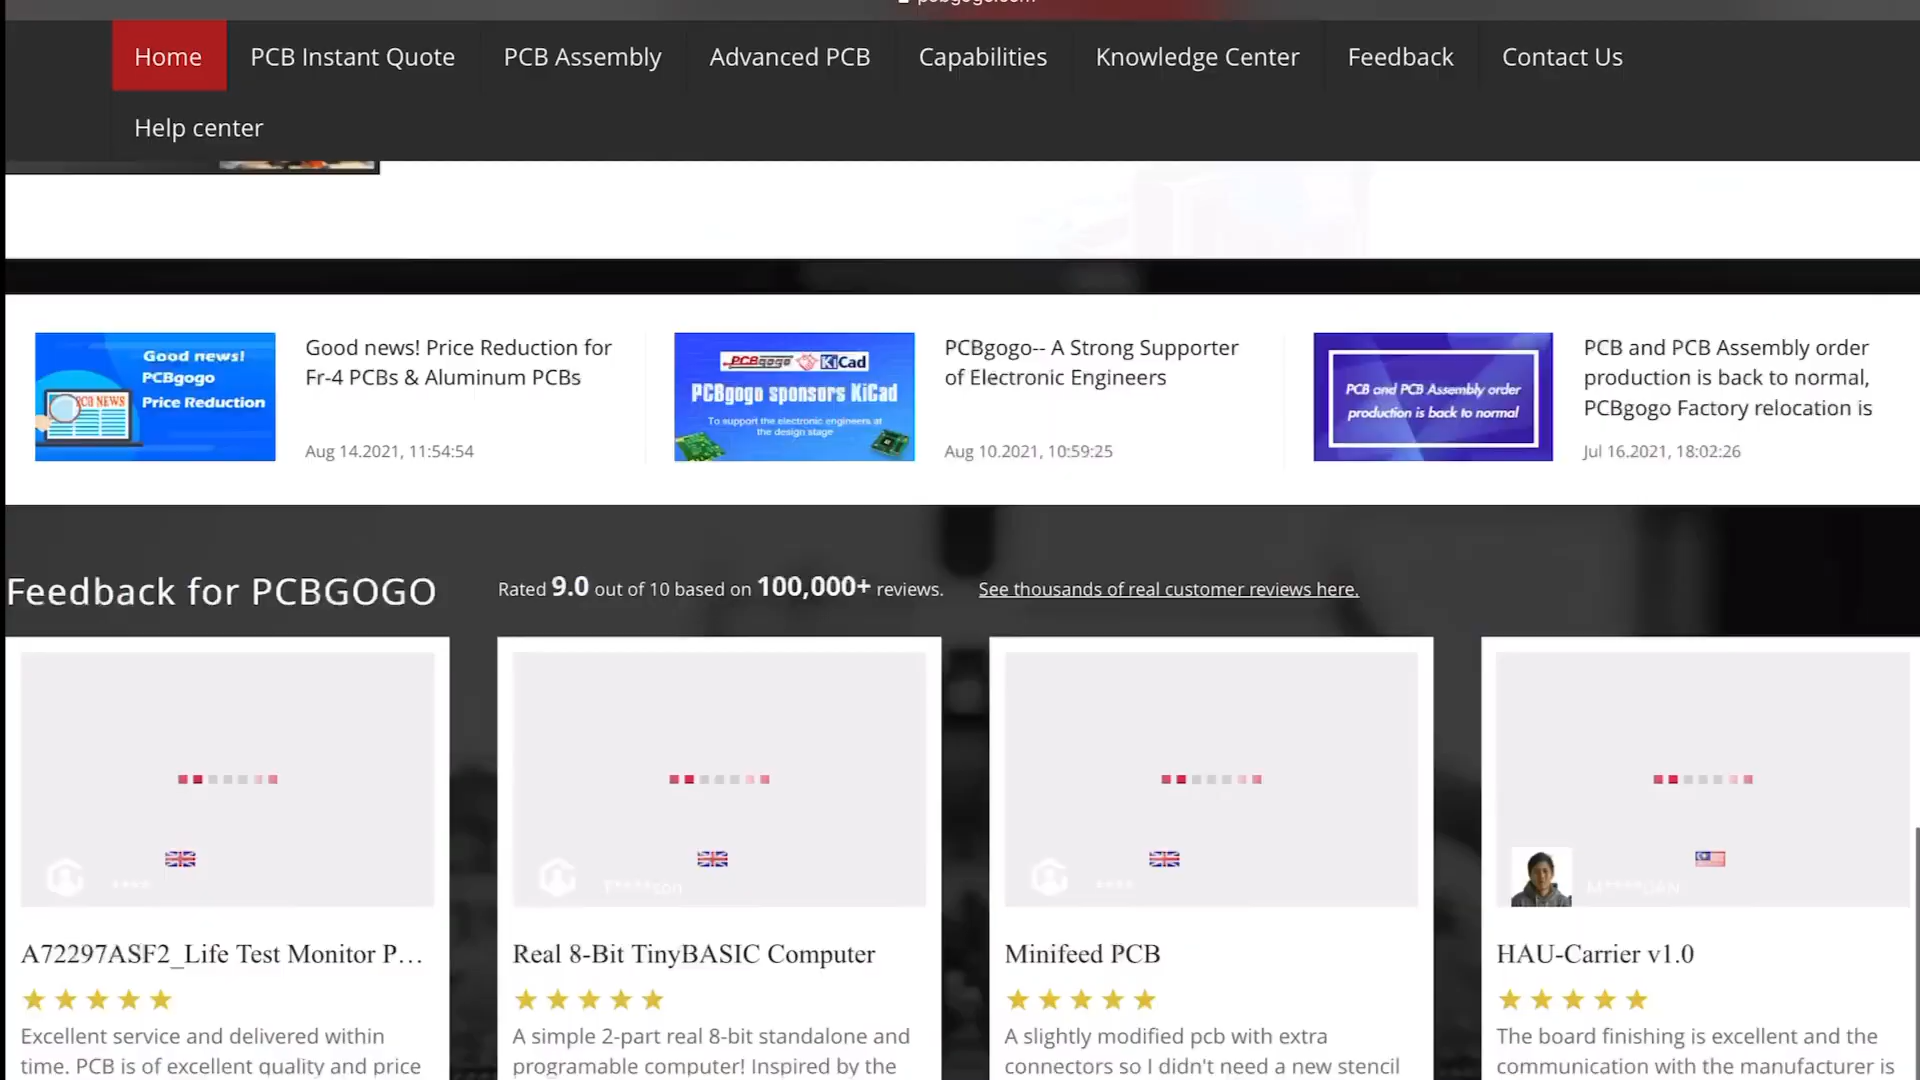 Home PCB Instant Quote PCB Assembly Advanced PCB Capabilities Knowledge Center Feedback Contact Us
Help center
Good news!
PCBgogo
Price Reduction
PCB NEWS
Good news! Price Reduction for
Fr-4 PCBs & Aluminum PCBs
Aug 14.2021, 11:54:54
PCBgogo KiCad
PCBgogo sponsors KiCad
To support the electronic engineers at
the design stage
PCBgogo-- A Strong Supporter
of Electronic Engineers
Aug 10.2021, 10:59:25
PCB and PCB Assembly order
production is back to normal
PCB and PCB Assembly order
production is back to normal,
PCBgogo Factory relocation is
Jul 16.2021, 18:02:26
Feedback for PCBGOGO
Rated 9.0 out of 10 based on 100,000+ reviews.
See thousands of real customer reviews here.
A72297ASF2_Life Test Monitor P...
Excellent service and delivered within
time. PCB is of excellent quality and price
Real 8-Bit TinyBASIC Computer
A simple 2-part real 8-bit standalone and
programable computer! Inspired by the
Minifeed PCB
A slightly modified pcb with extra
connectors so I didn't need a new stencil
HAU-Carrier v1.0
The board finishing is excellent and the
communication with the manufacturer is